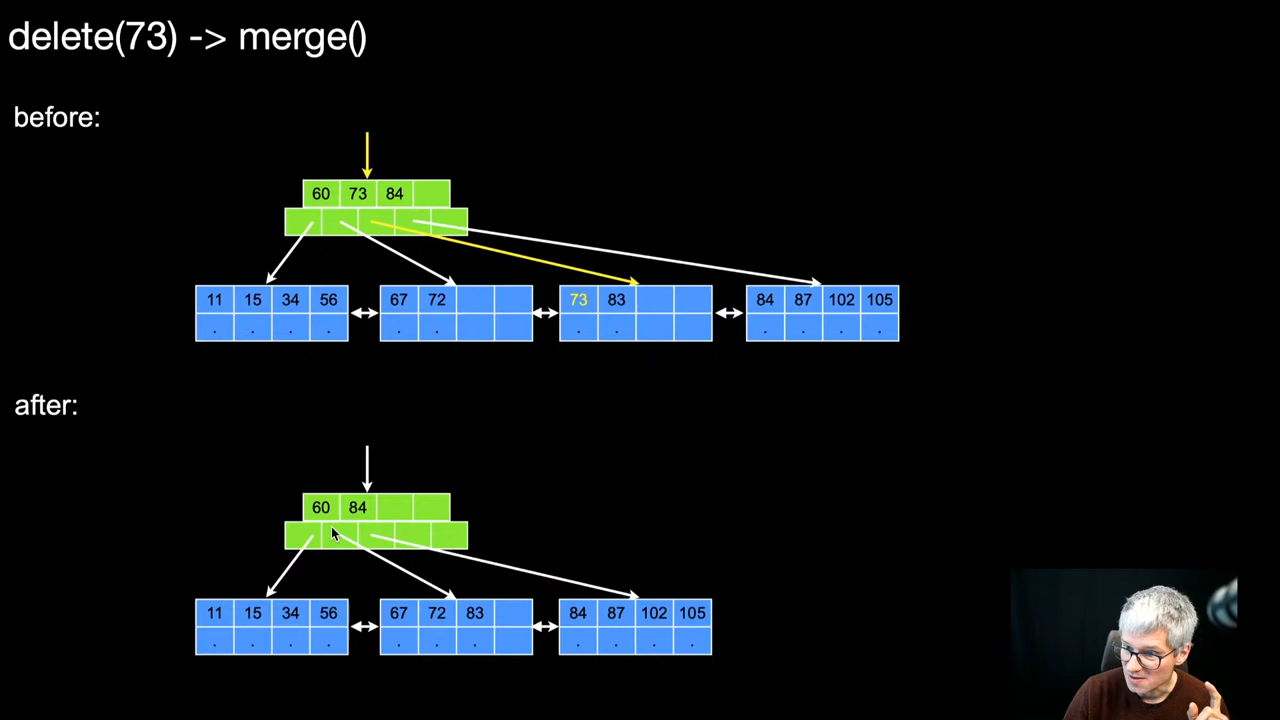 delete(73) -> merge()
before:
60 73 84
11 15 34 56 67 72 73 83 84 87 102 105
. . . . . . . . . . . .
after:
60 84
11 15 34 56 67 72 83 84 87 102 105
. . . . . . . . . . .